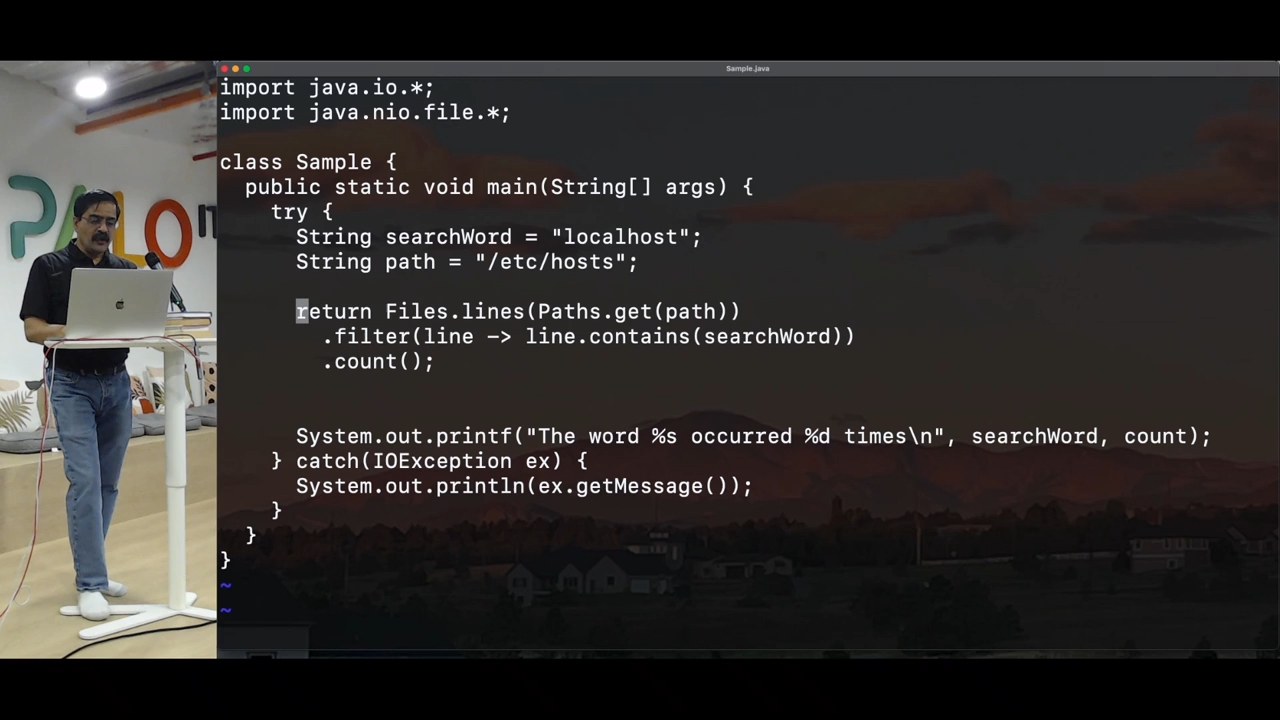 PALO IT
Sample.java
import java.io.*;
import java.nio.file.*;
class Sample {
public static void main(String[] args) {
try {
String searchWord = "localhost";
String path = "/etc/hosts";
return Files.lines(Paths.get(path))
.filter(line -> line.contains(searchWord))
.count();
System.out.printf("The word %s occurred %d times\n", searchWord, count);
} catch(IOException ex) {
System.out.println(ex.getMessage());
}
}
}
~
~